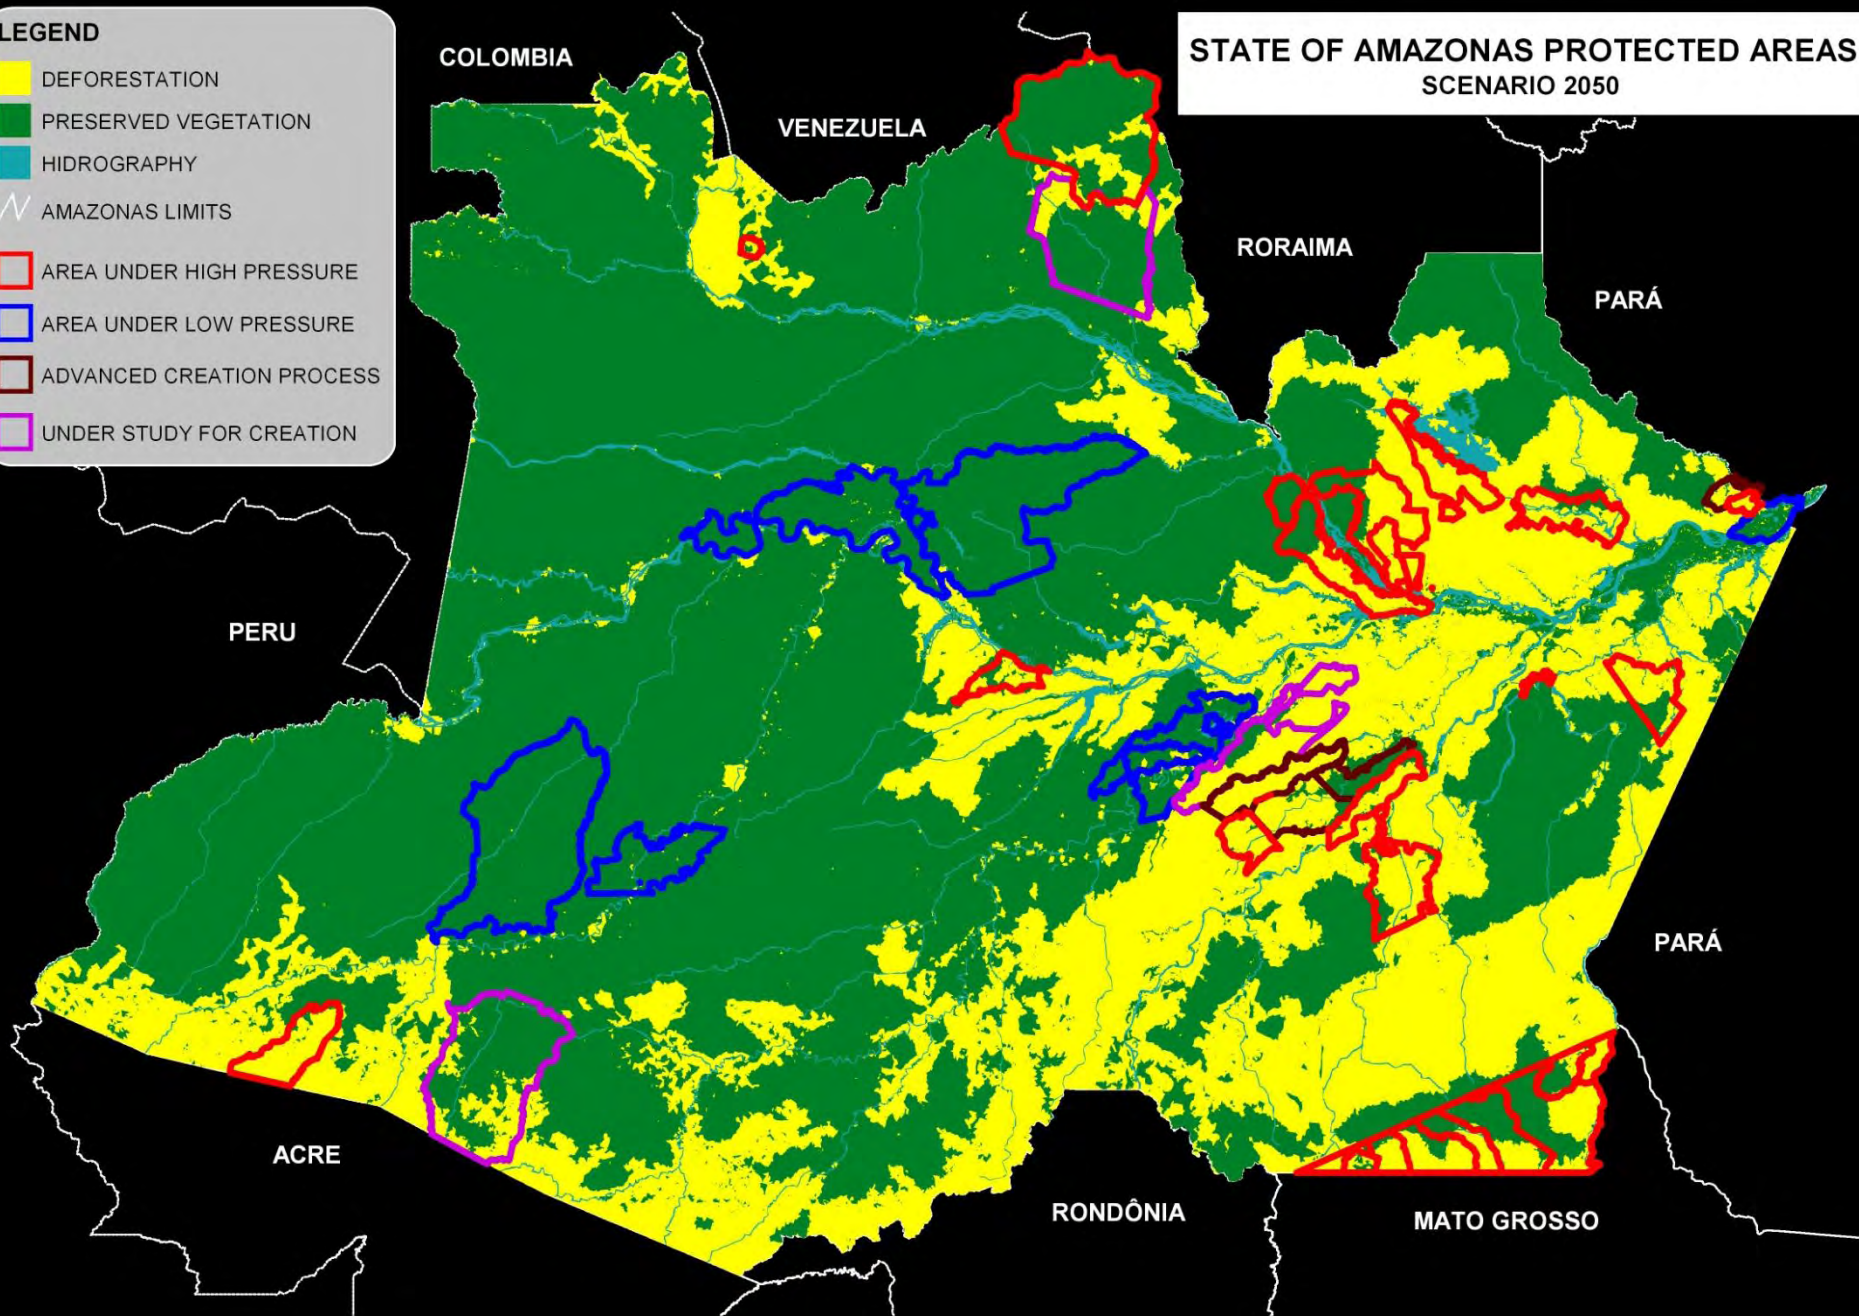 LEGEND
DEFORESTATION
PRESERVED VEGETATION
HIDROGRAPHY
AMAZONAS LIMITS
AREA UNDER HIGH PRESSURE
AREA UNDER LOW PRESSURE
ADVANCED CREATION PROCESS
UNDER STUDY FOR CREATION
STATE OF AMAZONAS PROTECTED AREAS
SCENARIO 2050
COLOMBIA
VENEZUELA
RORAIMA
PARÁ
PERU
PARÁ
ACRE
RONDÔNIA
MATO GROSSO